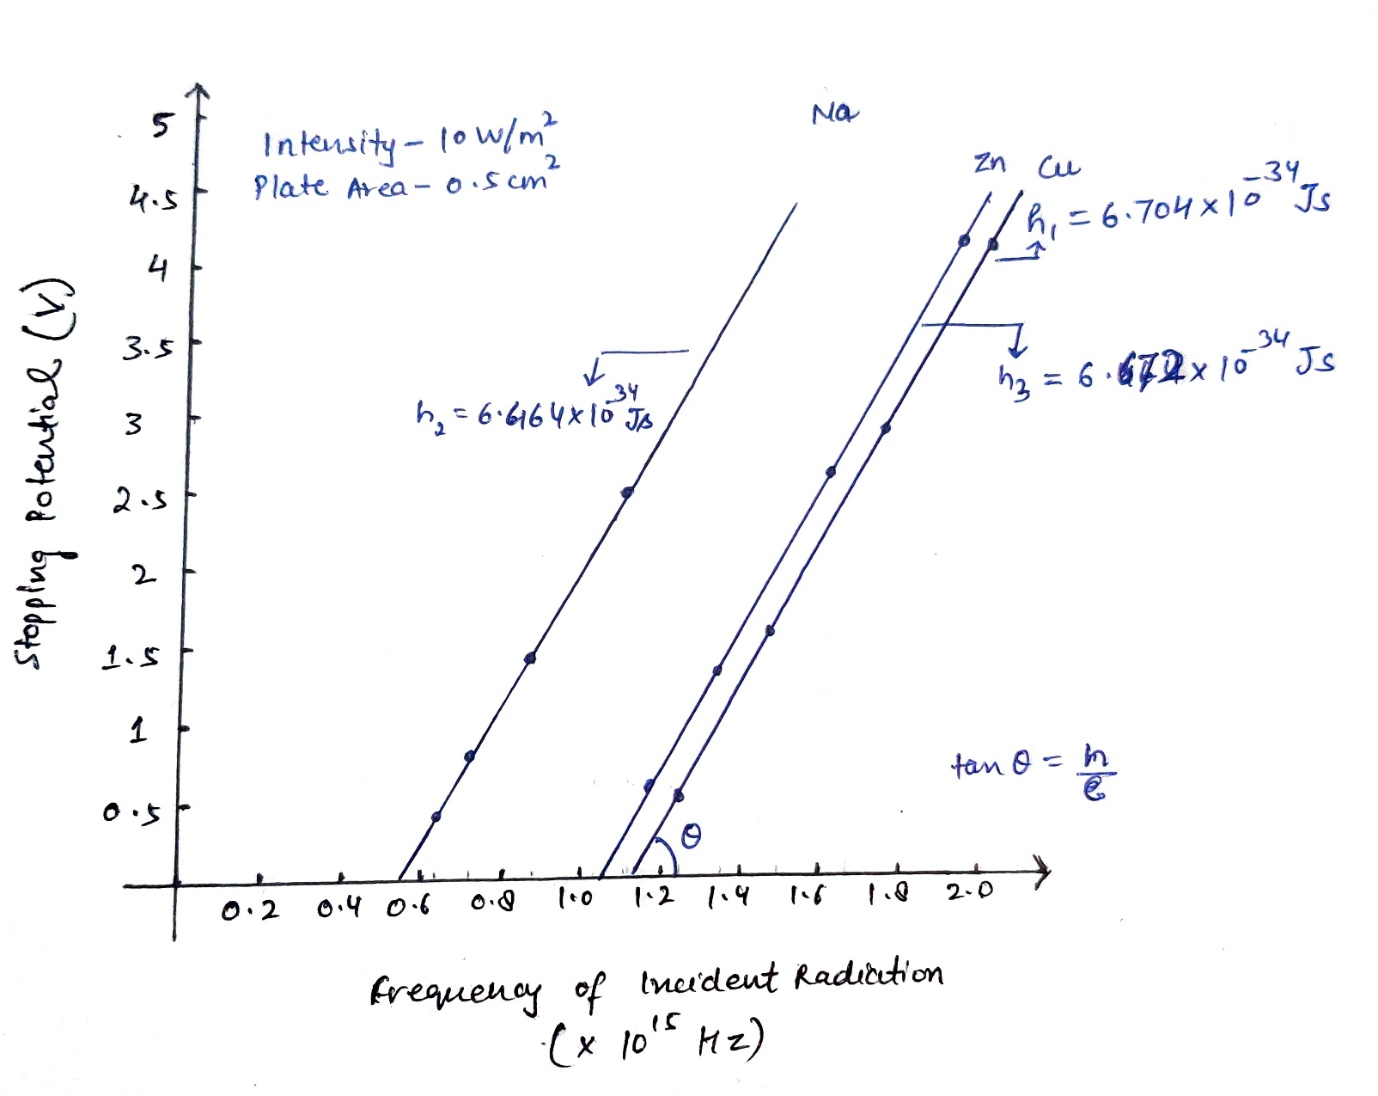 Na
5
Intensity - 10 W/m²
Plate Area - 0.5 cm²
Zn Cu
4.5
h₁ = 6.704 x 10⁻³⁴ Js
4
3.5
h₃ = x 10⁻³⁴ Js
h₂ = x 10⁻³⁴ Js
3
2.5
2
1.5
1
tan θ = h/e
0.5
θ
0.2 0.4 0.6 0.8 1.0 1.2 1.4 1.6 1.8 2.0
Stopping Potential (V)
Frequency of Incident Radiation
(x 10¹⁵ Hz)